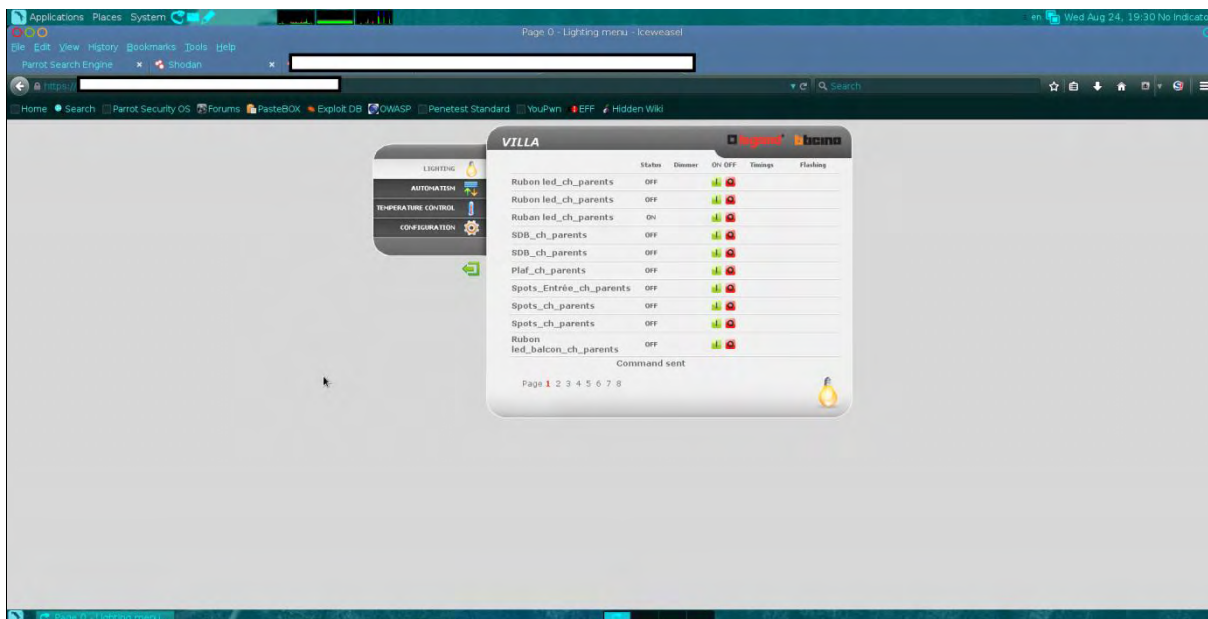 Applications Places System
en Wed Aug 24, 19:30 No Indicato
Page 0 - Lighting menu - Iceweasel
File Edit View History Bookmarks Tools Help
Parrot Search Engine × Shodan ×
https://
Search
Home Search Parrot Security OS Forums PasteBOX Exploit DB OWASP Penetest Standard YouPwn EFF Hidden Wiki
VILLA legrand bticino
LIGHTING
AUTOMATISM
TEMPERATURE CONTROL
CONFIGURATION
Status Dimmer ON OFF Timings Flashing
Rubon led_ch_parents OFF
Rubon led_ch_parents OFF
Ruban led_ch_parents ON
SDB_ch_parents OFF
SDB_ch_parents OFF
Plaf_ch_parents OFF
Spots_Entrée_ch_parents OFF
Spots_ch_parents OFF
Spots_ch_parents OFF
Rubon
led_balcon_ch_parents OFF
Command sent
Page 1 2 3 4 5 6 7 8
Page 0 - Lighting menu